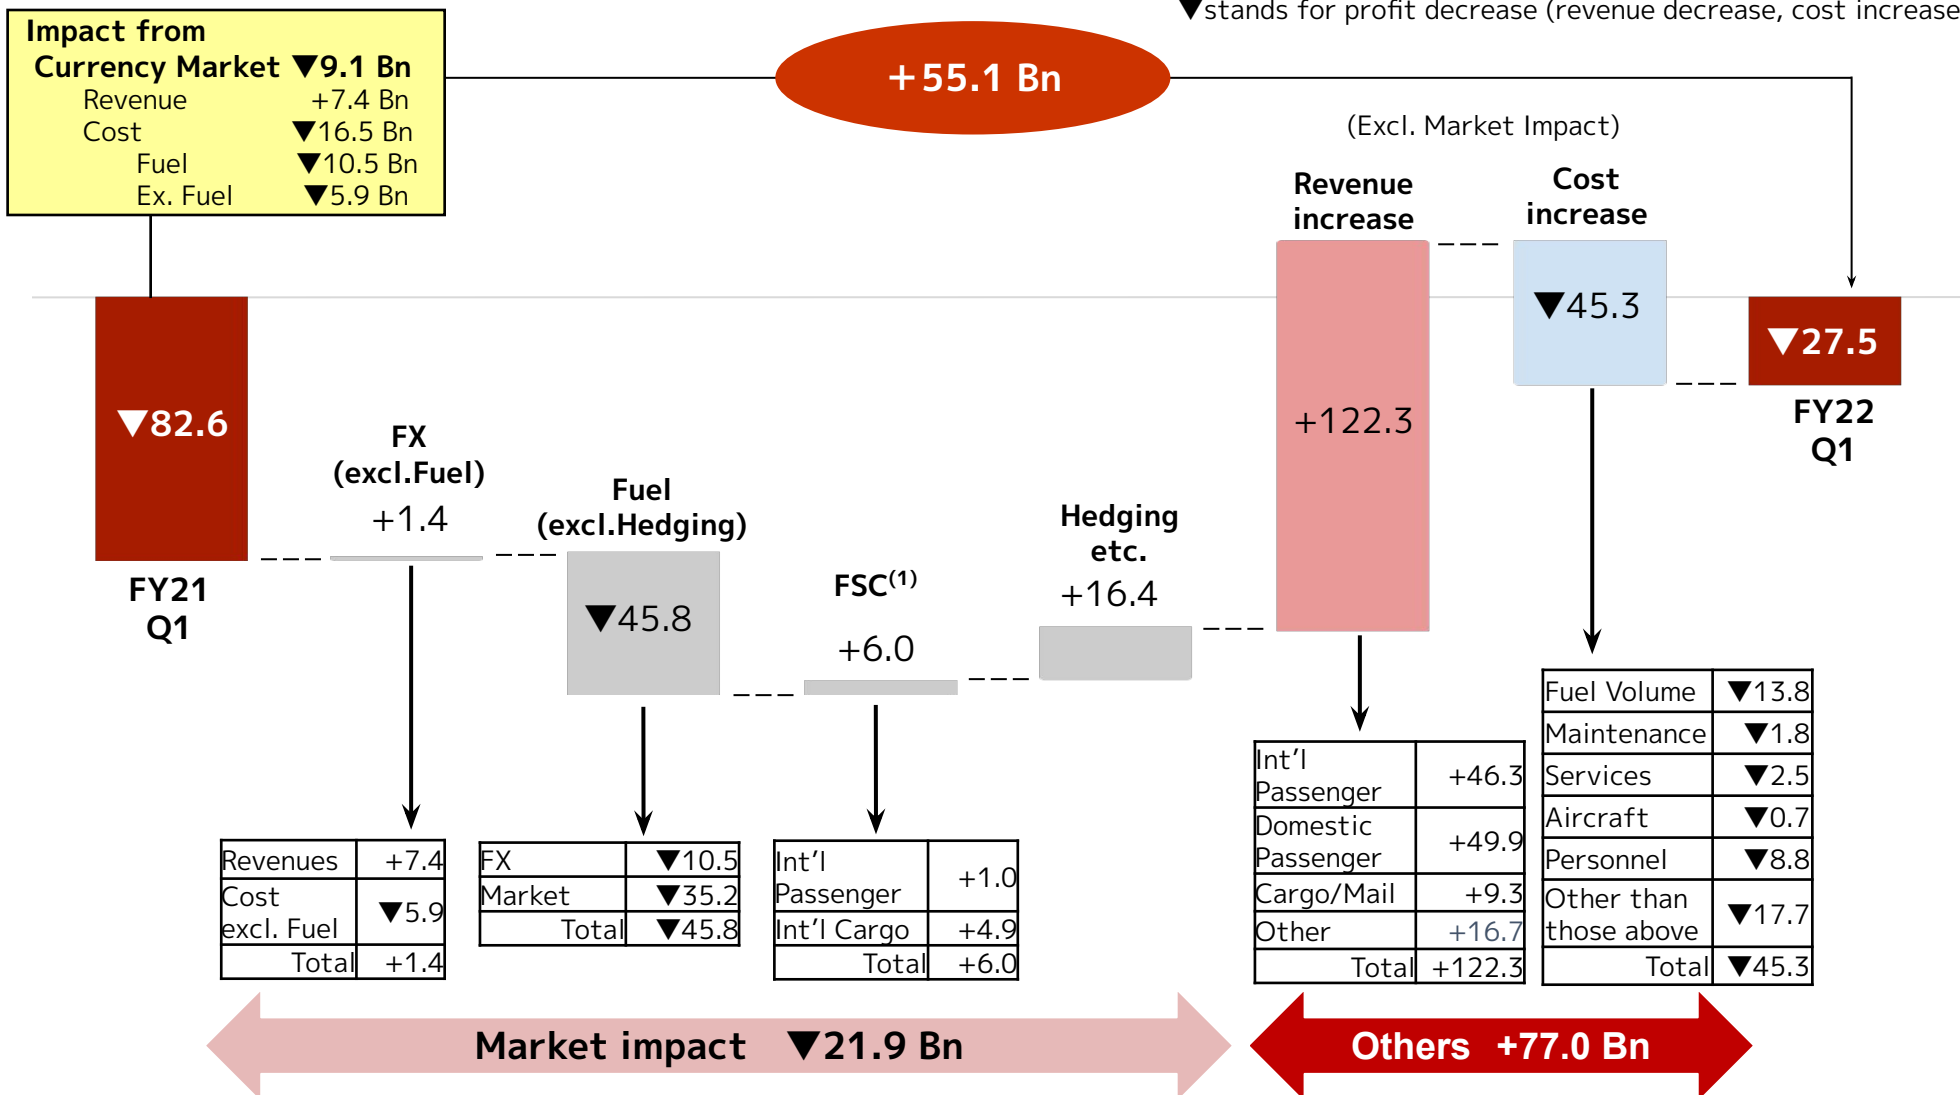 ▼stands for profit decrease (revenue decrease, cost increase
Impact from
Currency Market ▼9.1 Bn
Revenue +7.4 Bn
Cost ▼16.5 Bn
Fuel ▼10.5 Bn
Ex. Fuel ▼5.9 Bn
+55.1 Bn
(Excl. Market Impact)
▼82.6
FY21
Q1
FX
(excl.Fuel)
+1.4
Fuel
(excl.Hedging)
▼45.8
FSC(1)
+6.0
Hedging
etc.
+16.4
Revenue
increase
+122.3
Cost
increase
▼45.3
▼27.5
FY22
Q1
Revenues +7.4
Cost
excl. Fuel ▼5.9
Total +1.4
FX ▼10.5
Market ▼35.2
Total ▼45.8
Int'l
Passenger +1.0
Int'l Cargo +4.9
Total +6.0
Int'l
Passenger +46.3
Domestic
Passenger +49.9
Cargo/Mail +9.3
Other +16.7
Total +122.3
Fuel Volume ▼13.8
Maintenance ▼1.8
Services ▼2.5
Aircraft ▼0.7
Personnel ▼8.8
Other than
those above ▼17.7
Total ▼45.3
Market impact ▼21.9 Bn
Others +77.0 Bn